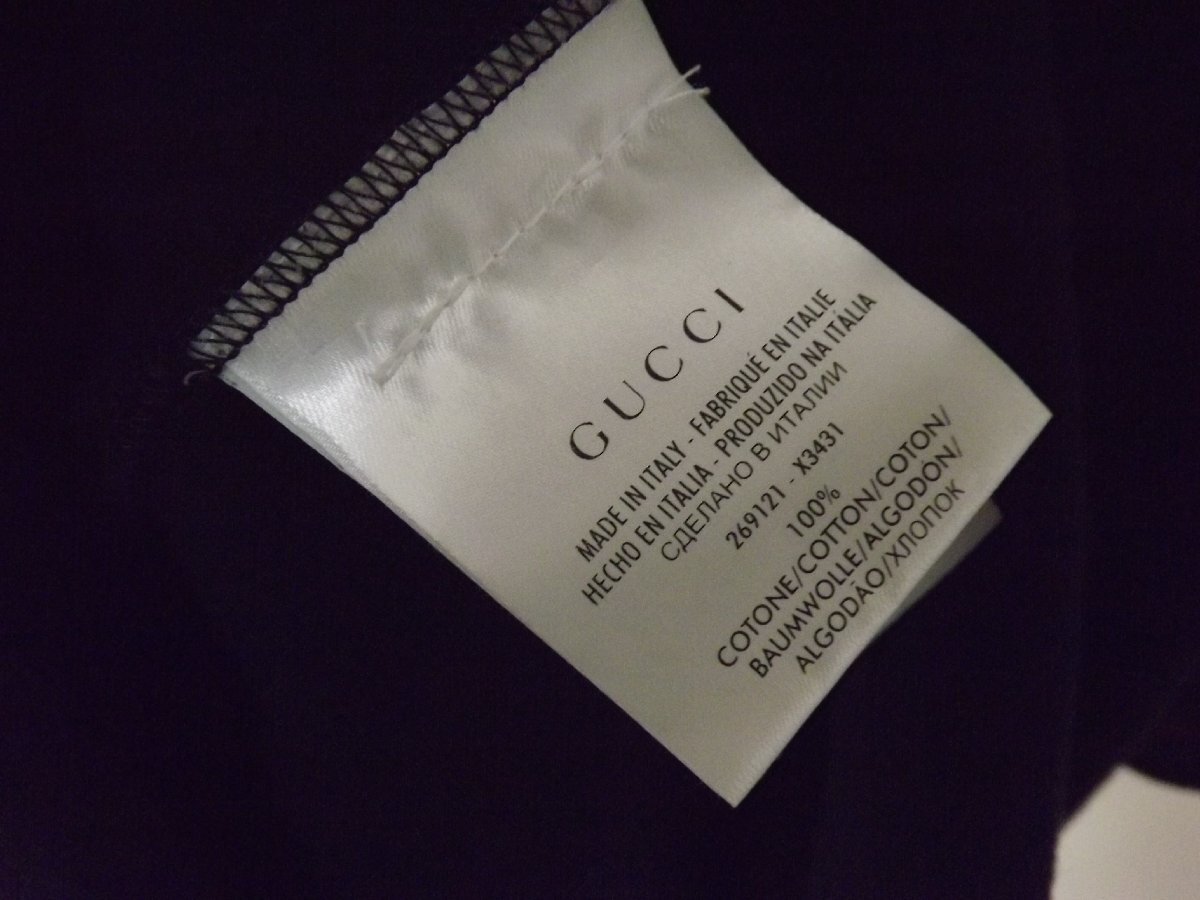 GUCCI
MADE IN ITALY - FABRIQUÉ EN ITALIE
HECHO EN ITALIA - PRODUZIDO NA ITÁLIA
СДЕЛАНО В ИТАЛИИ
269121 - X3431
100%
COTONE/COTTON/COTON/
BAUMWOLLE/ALGODÓN/
ALGODÃO/ХЛОПОК